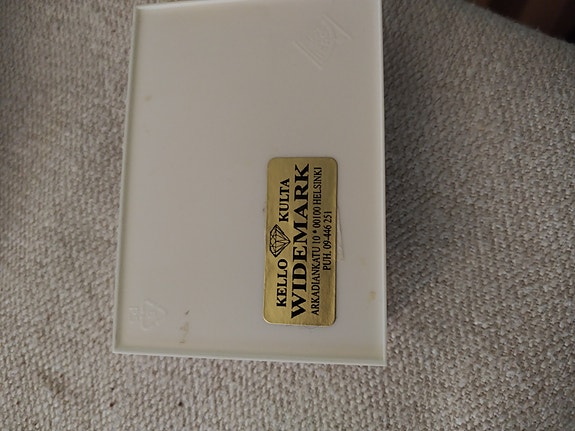 KELLO KULTA
WIDEMARK
ARKADIANKATU 10 * 00100 HELSINKI
PUH. 09-446 251